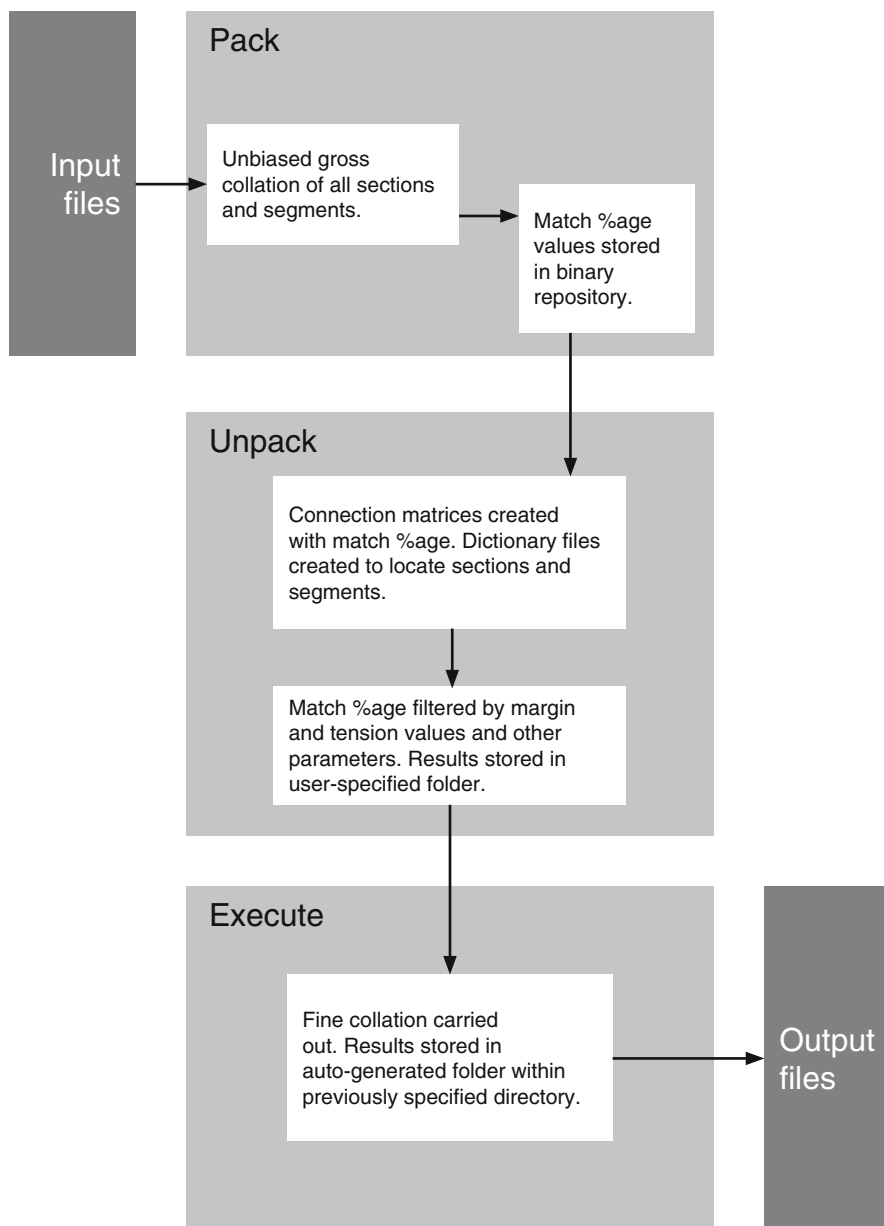 Pack
Input
files
Unbiased gross
collation of all sections
and segments.
Match %age
values stored
in binary
repository.
Unpack
Connection matrices created
with match %age. Dictionary files
created to locate sections and
segments.
Match %age filtered by margin
and tension values and other
parameters. Results stored in
user-specified folder.
Execute
Fine collation carried
out. Results stored in
auto-generated folder within
previously specified directory.
Output
files